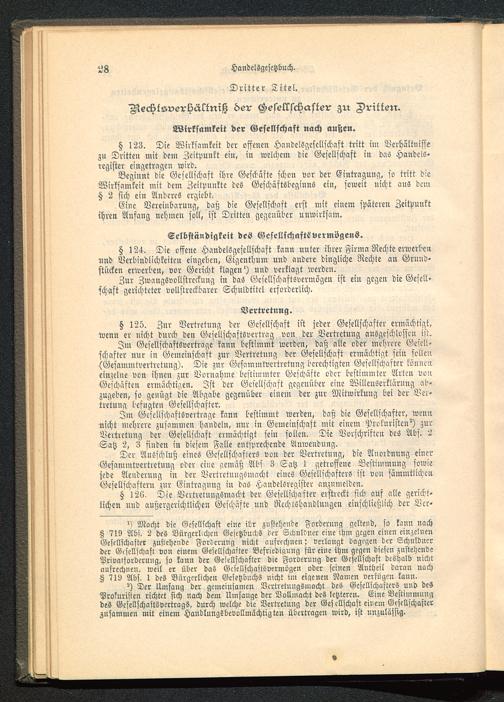 28
Handelsgesetzbuch.
Dritter Titel.
Rechtsverhältniß der Gesellschafter zu Dritten.
Wirksamkeit der Gesellschaft nach außen.
§ 123. Die Wirksamkeit der offenen Handelsgesellschaft tritt im Verhältnisse
zu Dritten mit dem Zeitpunkt ein, in welchem die Gesellschaft in das Handels-
register eingetragen wird.
Beginnt die Gesellschaft ihre Geschäfte schon vor der Eintragung, so tritt die
Wirksamkeit mit dem Zeitpunkte des Geschäftsbeginns ein, soweit nicht aus dem
§ 2 sich ein Anderes ergiebt.
Eine Vereinbarung, daß die Gesellschaft erst mit einem späteren Zeitpunkt
ihren Anfang nehmen soll, ist Dritten gegenüber unwirksam.
Selbständigkeit des Gesellschaftsvermögens.
§ 124. Die offene Handelsgesellschaft kann unter ihrer Firma Rechte erwerben
und Verbindlichkeiten eingehen, Eigenthum und andere dingliche Rechte an Grund-
stücken erwerben, vor Gericht klagen¹) und verklagt werden.
Zur Zwangsvollstreckung in das Gesellschaftsvermögen ist ein gegen die Gesell-
schaft gerichteter vollstreckbarer Schuldtitel erforderlich.
Vertretung.
§ 125. Zur Vertretung der Gesellschaft ist jeder Gesellschafter ermächtigt,
wenn er nicht durch den Gesellschaftsvertrag von der Vertretung ausgeschlossen ist.
Im Gesellschaftsvertrage kann bestimmt werden, daß alle oder mehrere Gesell-
schafter nur in Gemeinschaft zur Vertretung der Gesellschaft ermächtigt sein sollen
(Gesammtvertretung). Die zur Gesammtvertretung berechtigten Gesellschafter können
einzelne von ihnen zur Vornahme bestimmter Geschäfte oder bestimmter Arten von
Geschäften ermächtigen. Ist der Gesellschaft gegenüber eine Willenserklärung ab-
zugeben, so genügt die Abgabe gegenüber einem der zur Mitwirkung bei der Ver-
tretung befugten Gesellschafter.
Im Gesellschaftsvertrage kann bestimmt werden, daß die Gesellschafter, wenn
nicht mehrere zusammen handeln, nur in Gemeinschaft mit einem Prokuristen²) zur
Vertretung der Gesellschaft ermächtigt sein sollen. Die Vorschriften des Abs. 2
Satz 2, 3 finden in diesem Falle entsprechende Anwendung.
Der Ausschluß eines Gesellschafters von der Vertretung, die Anordnung einer
Gesammtvertretung oder eine gemäß Abs. 3 Satz 1 getroffene Bestimmung sowie
jede Aenderung in der Vertretungsmacht eines Gesellschafters ist von sämmtlichen
Gesellschaftern zur Eintragung in das Handelsregister anzumelden.
§ 126. Die Vertretungsmacht der Gesellschafter erstreckt sich auf alle gericht-
lichen und außergerichtlichen Geschäfte und Rechtshandlungen einschließlich der Ver-
¹) Macht die Gesellschaft eine ihr zustehende Forderung geltend, so kann nach
§ 719 Abs. 2 des Bürgerlichen Gesetzbuchs der Schuldner eine ihm gegen einen einzelnen
Gesellschafter zustehende Forderung nicht aufrechnen; verlangt dagegen der Schuldner
der Gesellschaft von einem Gesellschafter Befriedigung für eine ihm gegen diesen zustehende
Privatforderung, so kann der Gesellschafter die Forderung der Gesellschaft deshalb nicht
aufrechnen, weil er über das Gesellschaftsvermögen oder seinen Antheil daran nach
§ 719 Abs. 1 des Bürgerlichen Gesetzbuchs nicht im eigenen Namen verfügen kann.
²) Der Umfang der gemeinsamen Vertretungsmacht des Gesellschafters und des
Prokuristen richtet sich nach dem Umfange der Vollmacht des letzteren. Eine Bestimmung
des Gesellschaftsvertrags, durch welche die Vertretung der Gesellschaft einem Gesellschafter
zusammen mit einem Handlungsbevollmächtigten übertragen wird, ist unzulässig.